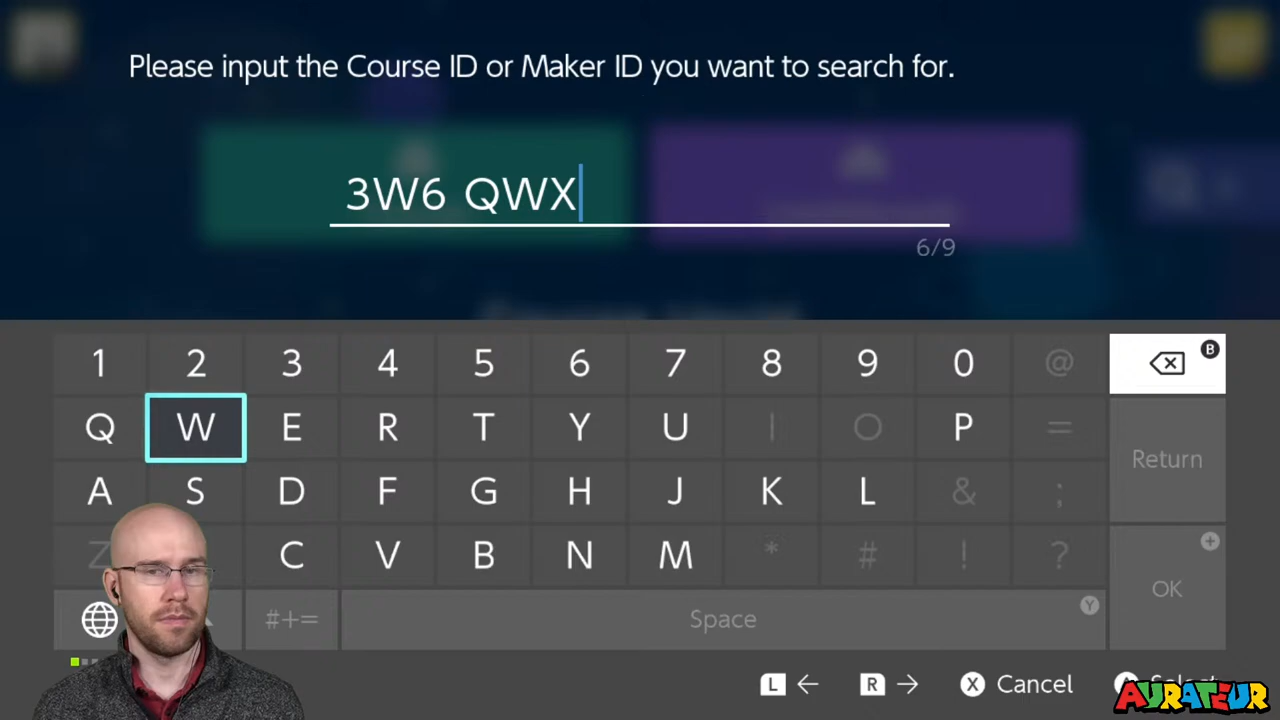 Please input the Course ID or Maker ID you want to search for.
3W6 QWX
6/9
1 2 3 4 5 6 7 8 9 0 @ B
Q W E R T Y U I O P =
Return
A S D F G H J K L & ;
Z C V B N M * # ! ? +
OK
#+= Space Y
L ← R → X Cancel
AURATEUR